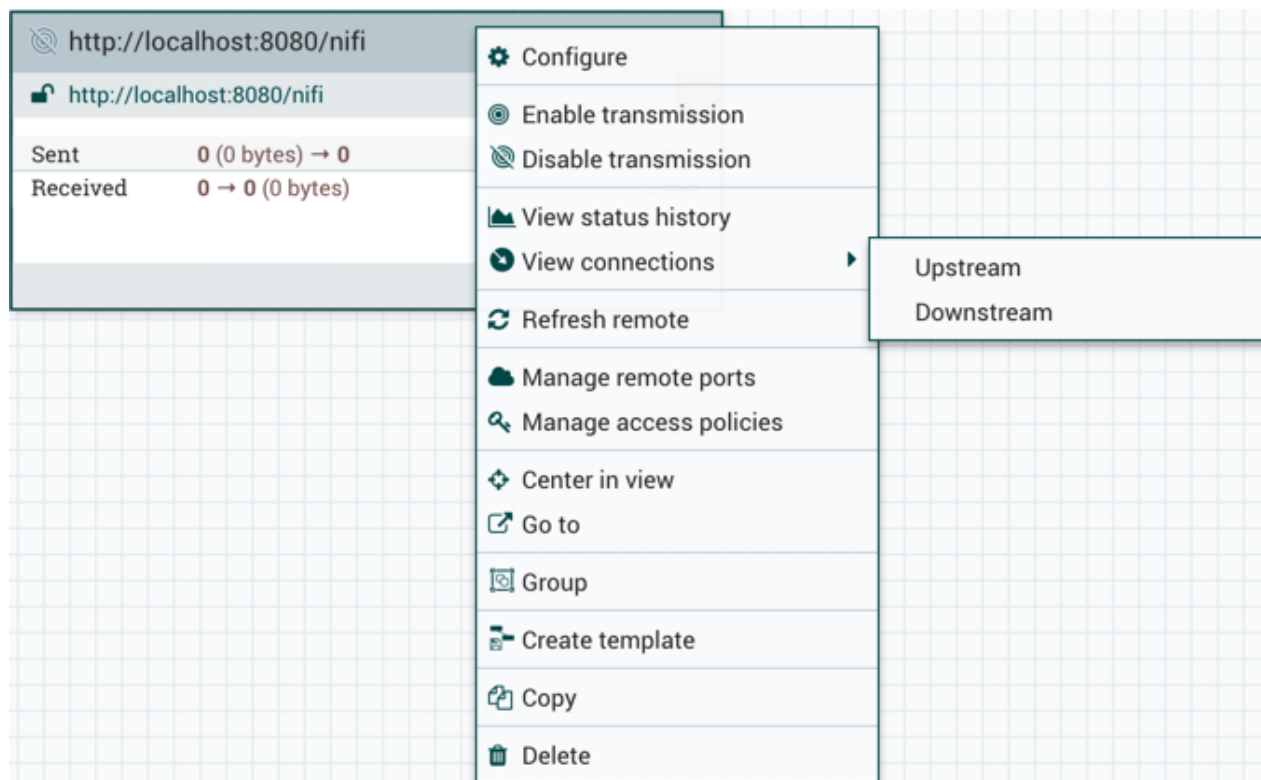 http://localhost:8080/nifi
http://localhost:8080/nifi
Sent 0 (0 bytes) → 0
Received 0 → 0 (0 bytes)
Configure
Enable transmission
Disable transmission
View status history
View connections
Upstream
Downstream
Refresh remote
Manage remote ports
Manage access policies
Center in view
Go to
Group
Create template
Copy
Delete